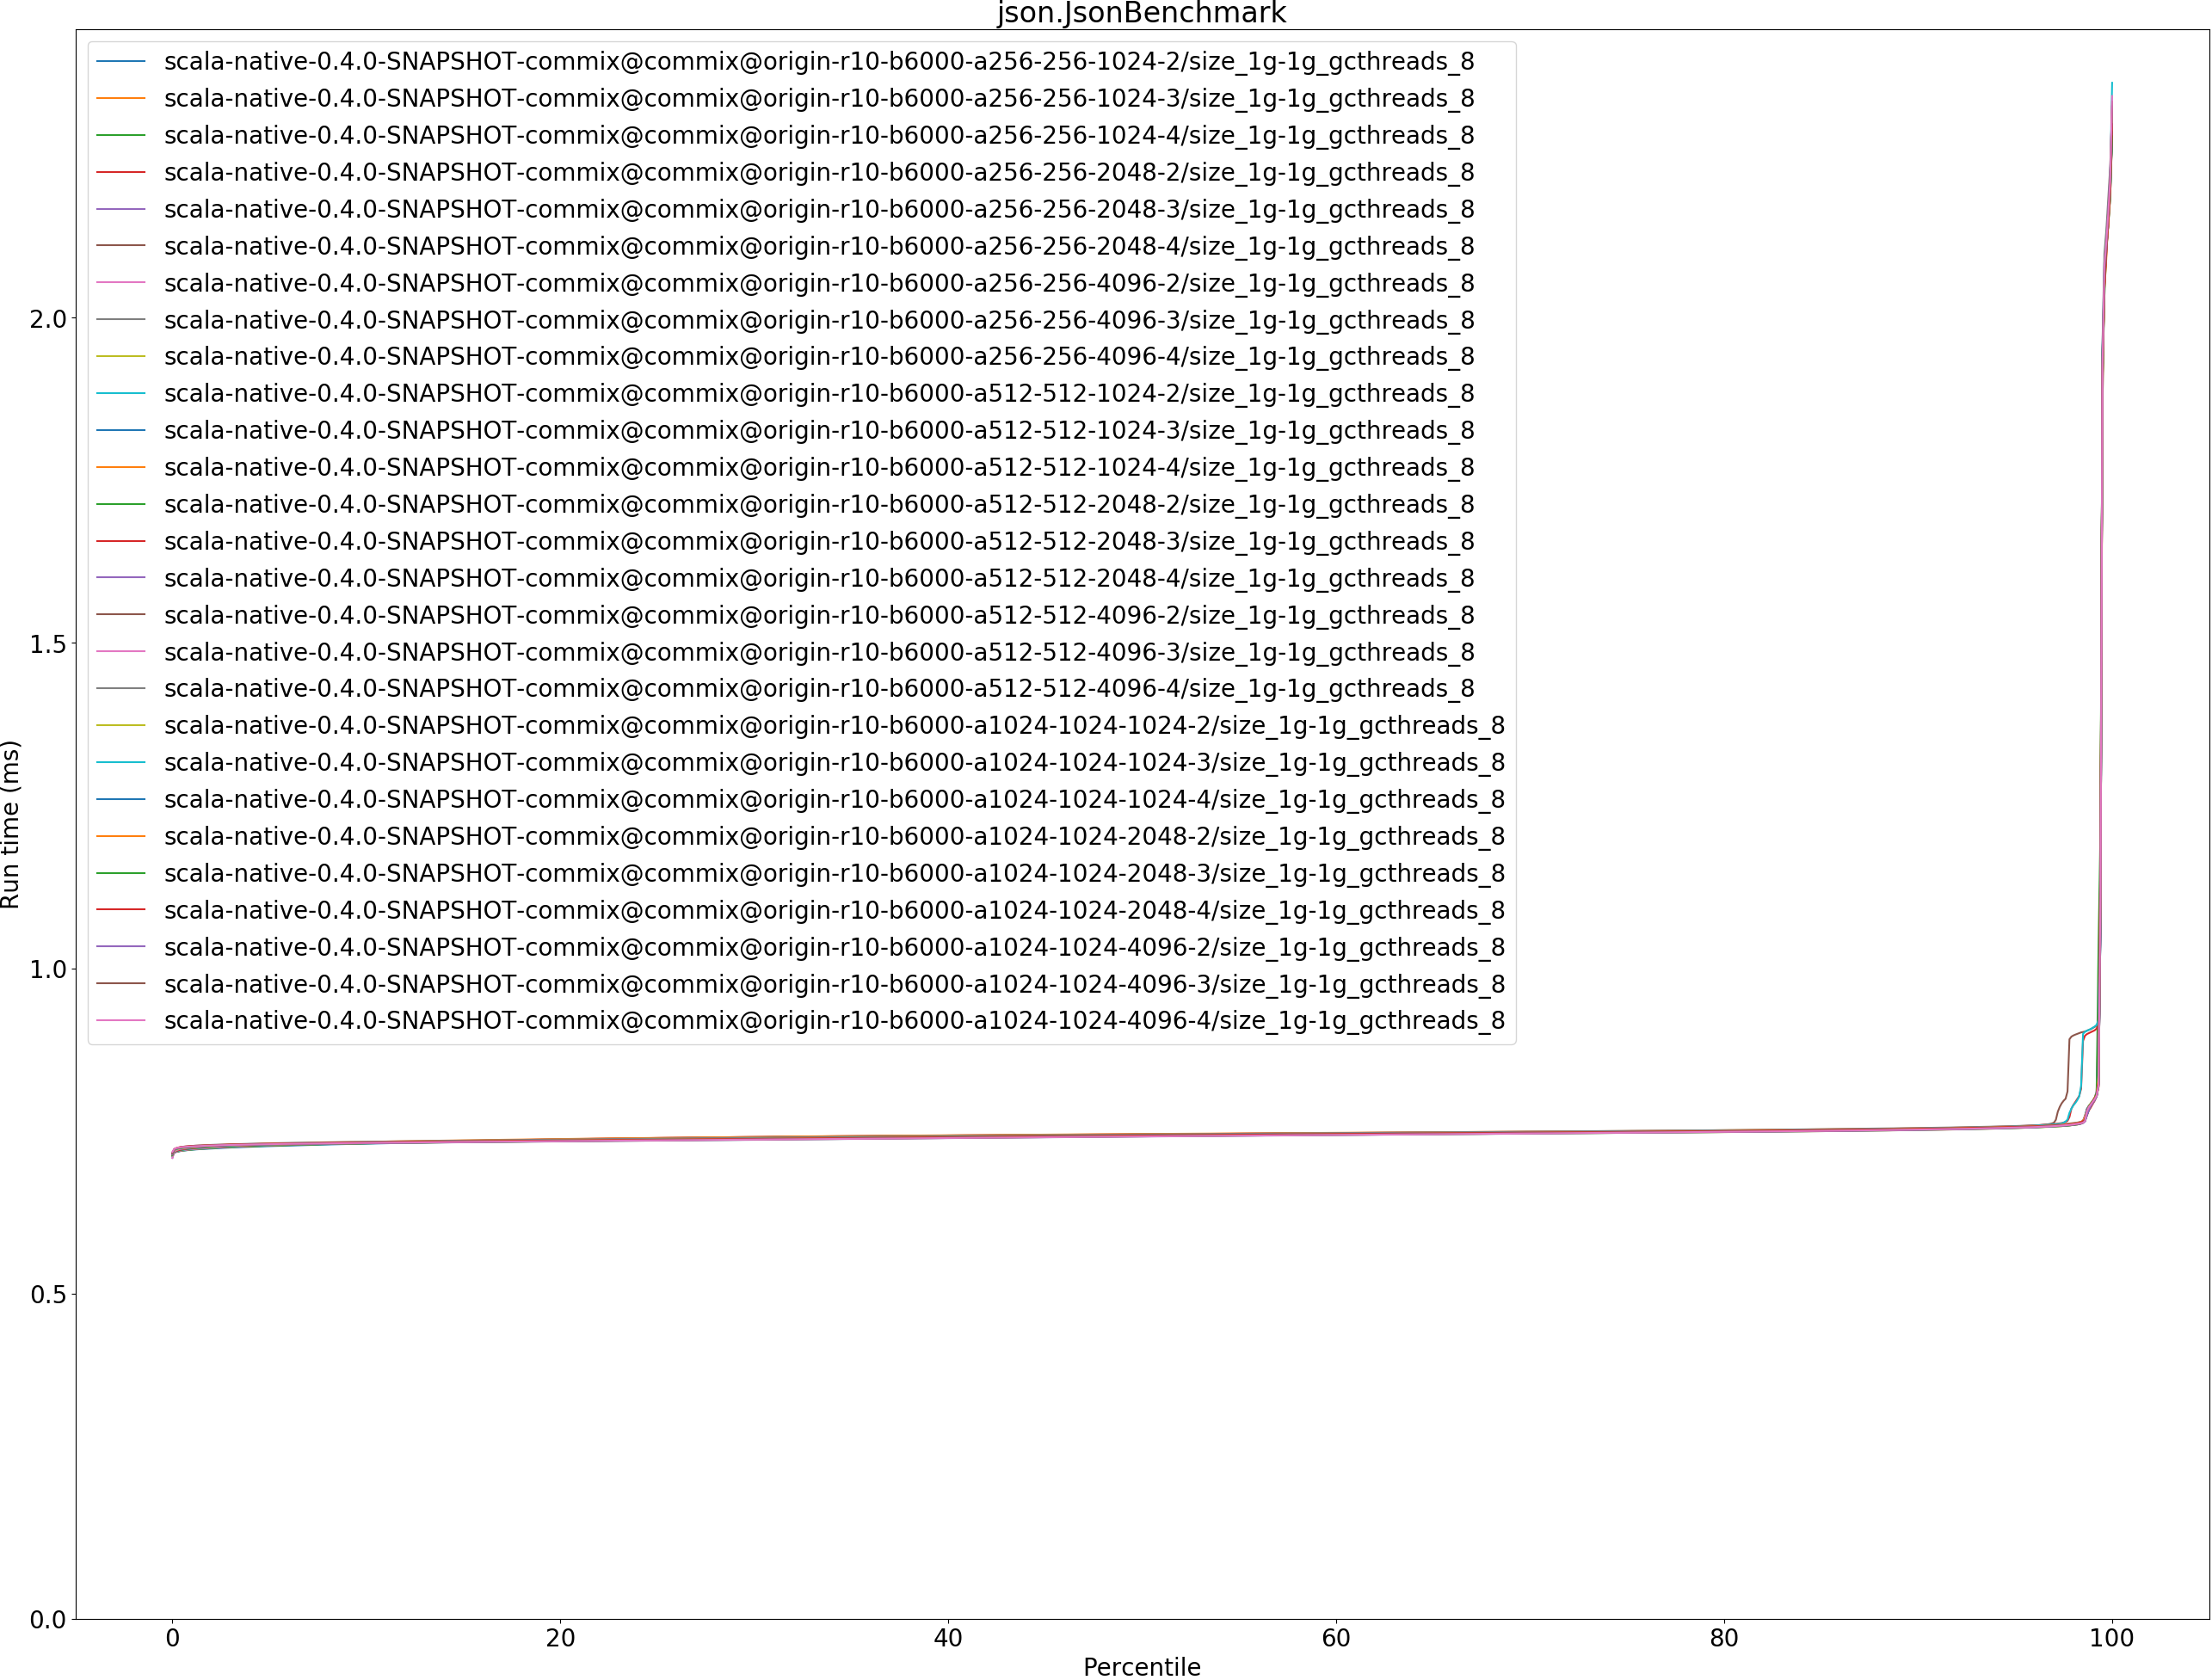 json.JsonBenchmark
scala-native-0.4.0-SNAPSHOT-commix@commix@origin-r10-b6000-a256-256-1024-2/size_1g-1g_gcthreads_8
scala-native-0.4.0-SNAPSHOT-commix@commix@origin-r10-b6000-a256-256-1024-3/size_1g-1g_gcthreads_8
scala-native-0.4.0-SNAPSHOT-commix@commix@origin-r10-b6000-a256-256-1024-4/size_1g-1g_gcthreads_8
scala-native-0.4.0-SNAPSHOT-commix@commix@origin-r10-b6000-a256-256-2048-2/size_1g-1g_gcthreads_8
scala-native-0.4.0-SNAPSHOT-commix@commix@origin-r10-b6000-a256-256-2048-3/size_1g-1g_gcthreads_8
scala-native-0.4.0-SNAPSHOT-commix@commix@origin-r10-b6000-a256-256-2048-4/size_1g-1g_gcthreads_8
scala-native-0.4.0-SNAPSHOT-commix@commix@origin-r10-b6000-a256-256-4096-2/size_1g-1g_gcthreads_8
scala-native-0.4.0-SNAPSHOT-commix@commix@origin-r10-b6000-a256-256-4096-3/size_1g-1g_gcthreads_8
scala-native-0.4.0-SNAPSHOT-commix@commix@origin-r10-b6000-a256-256-4096-4/size_1g-1g_gcthreads_8
scala-native-0.4.0-SNAPSHOT-commix@commix@origin-r10-b6000-a512-512-1024-2/size_1g-1g_gcthreads_8
scala-native-0.4.0-SNAPSHOT-commix@commix@origin-r10-b6000-a512-512-1024-3/size_1g-1g_gcthreads_8
scala-native-0.4.0-SNAPSHOT-commix@commix@origin-r10-b6000-a512-512-1024-4/size_1g-1g_gcthreads_8
scala-native-0.4.0-SNAPSHOT-commix@commix@origin-r10-b6000-a512-512-2048-2/size_1g-1g_gcthreads_8
scala-native-0.4.0-SNAPSHOT-commix@commix@origin-r10-b6000-a512-512-2048-3/size_1g-1g_gcthreads_8
scala-native-0.4.0-SNAPSHOT-commix@commix@origin-r10-b6000-a512-512-2048-4/size_1g-1g_gcthreads_8
scala-native-0.4.0-SNAPSHOT-commix@commix@origin-r10-b6000-a512-512-4096-2/size_1g-1g_gcthreads_8
scala-native-0.4.0-SNAPSHOT-commix@commix@origin-r10-b6000-a512-512-4096-3/size_1g-1g_gcthreads_8
scala-native-0.4.0-SNAPSHOT-commix@commix@origin-r10-b6000-a512-512-4096-4/size_1g-1g_gcthreads_8
scala-native-0.4.0-SNAPSHOT-commix@commix@origin-r10-b6000-a1024-1024-1024-2/size_1g-1g_gcthreads_8
scala-native-0.4.0-SNAPSHOT-commix@commix@origin-r10-b6000-a1024-1024-1024-3/size_1g-1g_gcthreads_8
scala-native-0.4.0-SNAPSHOT-commix@commix@origin-r10-b6000-a1024-1024-1024-4/size_1g-1g_gcthreads_8
scala-native-0.4.0-SNAPSHOT-commix@commix@origin-r10-b6000-a1024-1024-2048-2/size_1g-1g_gcthreads_8
scala-native-0.4.0-SNAPSHOT-commix@commix@origin-r10-b6000-a1024-1024-2048-3/size_1g-1g_gcthreads_8
scala-native-0.4.0-SNAPSHOT-commix@commix@origin-r10-b6000-a1024-1024-2048-4/size_1g-1g_gcthreads_8
scala-native-0.4.0-SNAPSHOT-commix@commix@origin-r10-b6000-a1024-1024-4096-2/size_1g-1g_gcthreads_8
scala-native-0.4.0-SNAPSHOT-commix@commix@origin-r10-b6000-a1024-1024-4096-3/size_1g-1g_gcthreads_8
scala-native-0.4.0-SNAPSHOT-commix@commix@origin-r10-b6000-a1024-1024-4096-4/size_1g-1g_gcthreads_8
2.0
1.5
1.0
0.5
0.0
Run time (ms)
0 20 40 60 80 100
Percentile